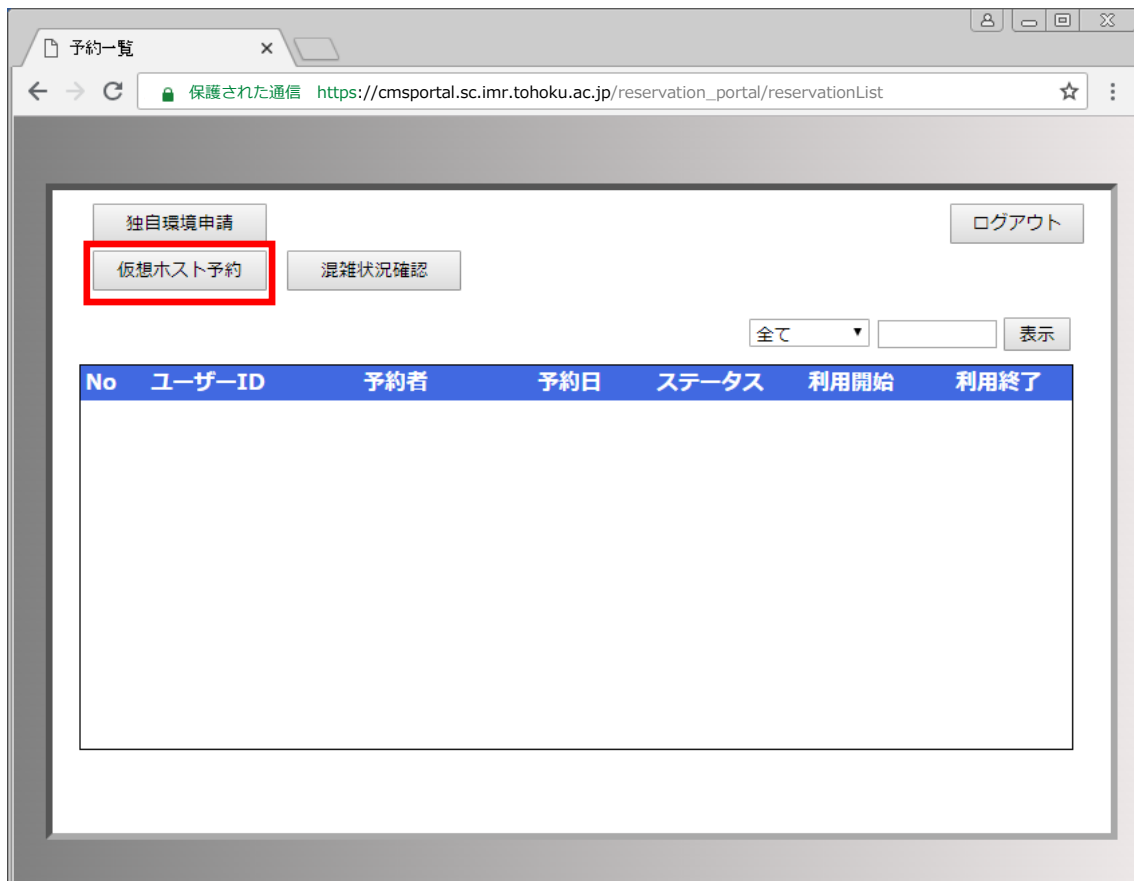 予約一覧
保護された通信 https://cmsportal.sc.imr.tohoku.ac.jp/reservation_portal/reservationList
独自環境申請 ログアウト
仮想ホスト予約 混雑状況確認
全て 表示
No ユーザーID 予約者 予約日 ステータス 利用開始 利用終了